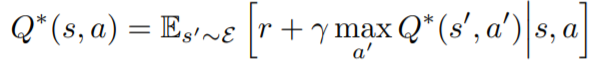 Q*(s, a) = 𝔼_{s'∼ℰ} [r + γ max_{a'} Q*(s', a') | s, a]